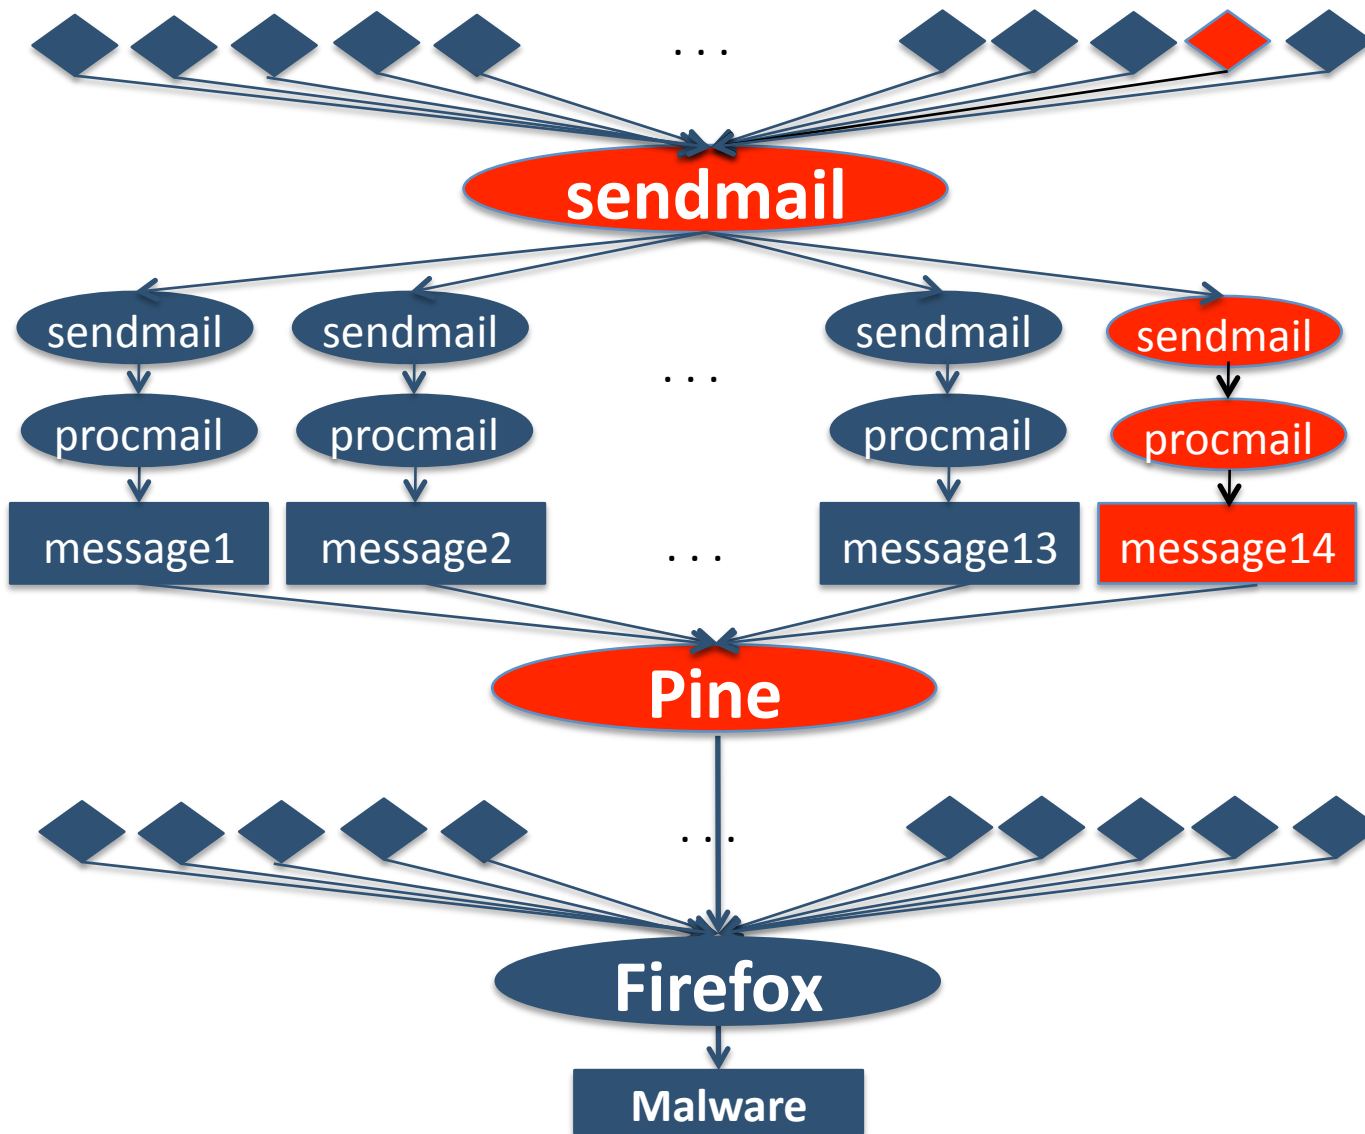 . . .
sendmail
sendmail sendmail sendmail sendmail
. . .
procmail procmail procmail procmail
message1 message2 . . . message13 message14
Pine
. . .
Firefox
Malware